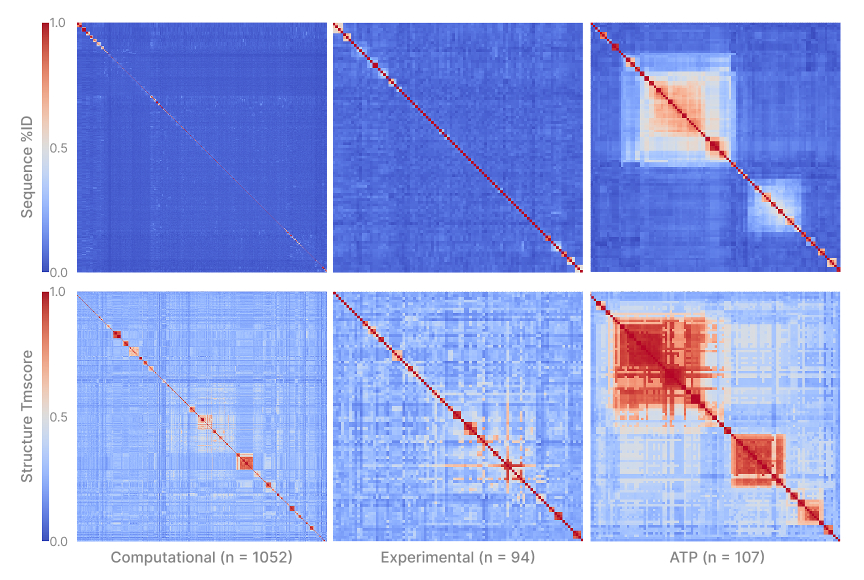 1.0
Sequence %ID
0.5
0.0
1.0
Structure Tmscore
0.5
0.0
Computational (n = 1052)
Experimental (n = 94)
ATP (n = 107)